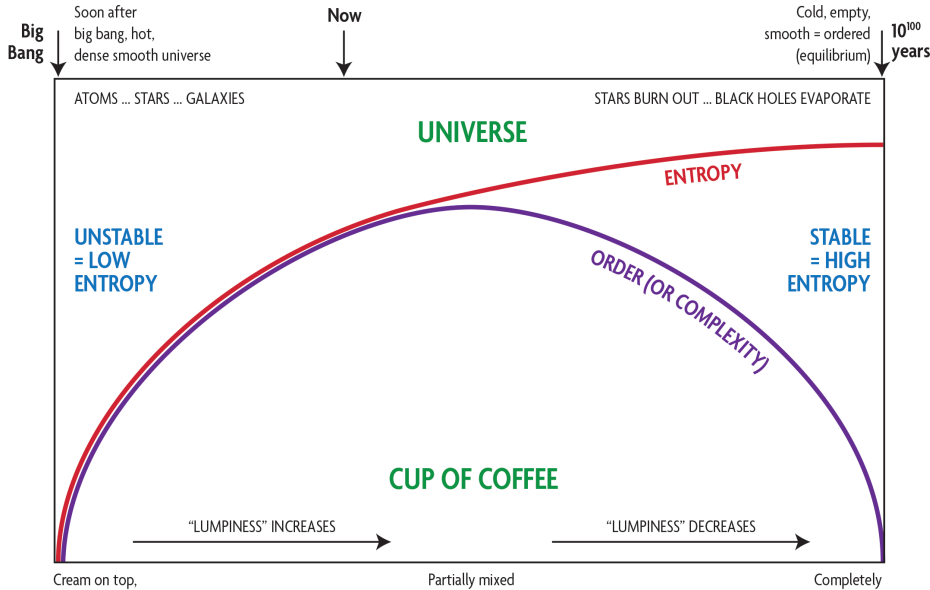 Big
Bang
Soon after
big bang, hot,
dense smooth universe
Now
Cold, empty,
smooth = ordered
(equilibrium)
10¹⁰⁰
years
ATOMS ... STARS ... GALAXIES
STARS BURN OUT ... BLACK HOLES EVAPORATE
UNIVERSE
ENTROPY
UNSTABLE
= LOW
ENTROPY
STABLE
= HIGH
ENTROPY
ORDER (OR COMPLEXITY)
CUP OF COFFEE
“LUMPINESS” INCREASES
“LUMPINESS” DECREASES
Cream on top,
Partially mixed
Completely